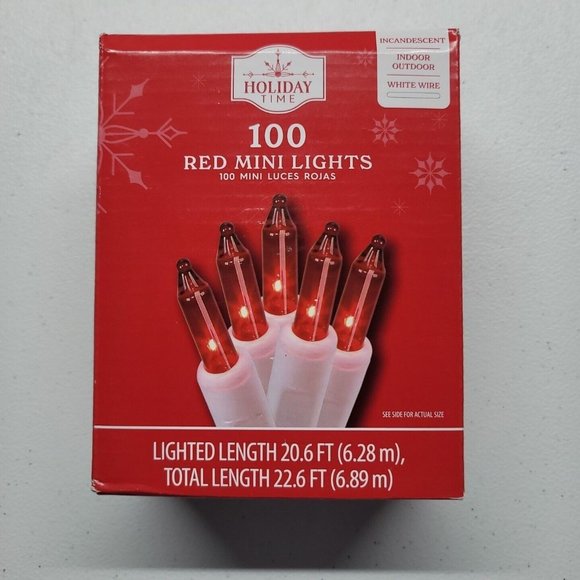 HOLIDAY
TIME
INCANDESCENT
INDOOR
OUTDOOR
WHITE WIRE
100
RED MINI LIGHTS
100 MINI LUCES ROJAS
SEE SIDE FOR ACTUAL SIZE
LIGHTED LENGTH 20.6 FT (6.28 m),
TOTAL LENGTH 22.6 FT (6.89 m)